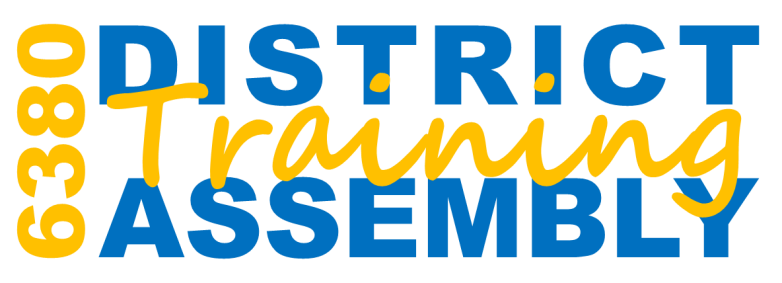 6380
DISTRICT
Training
ASSEMBLY